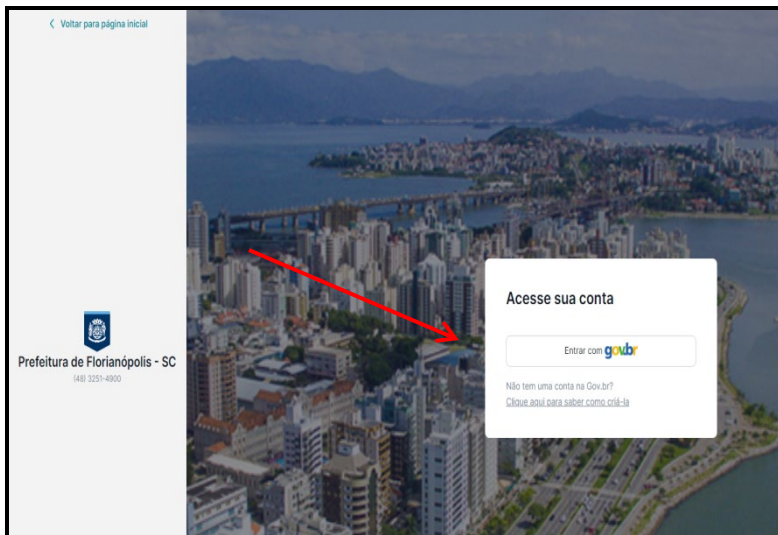 Voltar para página inicial
Prefeitura de Florianópolis - SC
(48) 3251-4900
Acesse sua conta
Entrar com gov.br
Não tem uma conta na Gov.br?
Clique aqui para saber como criá-la